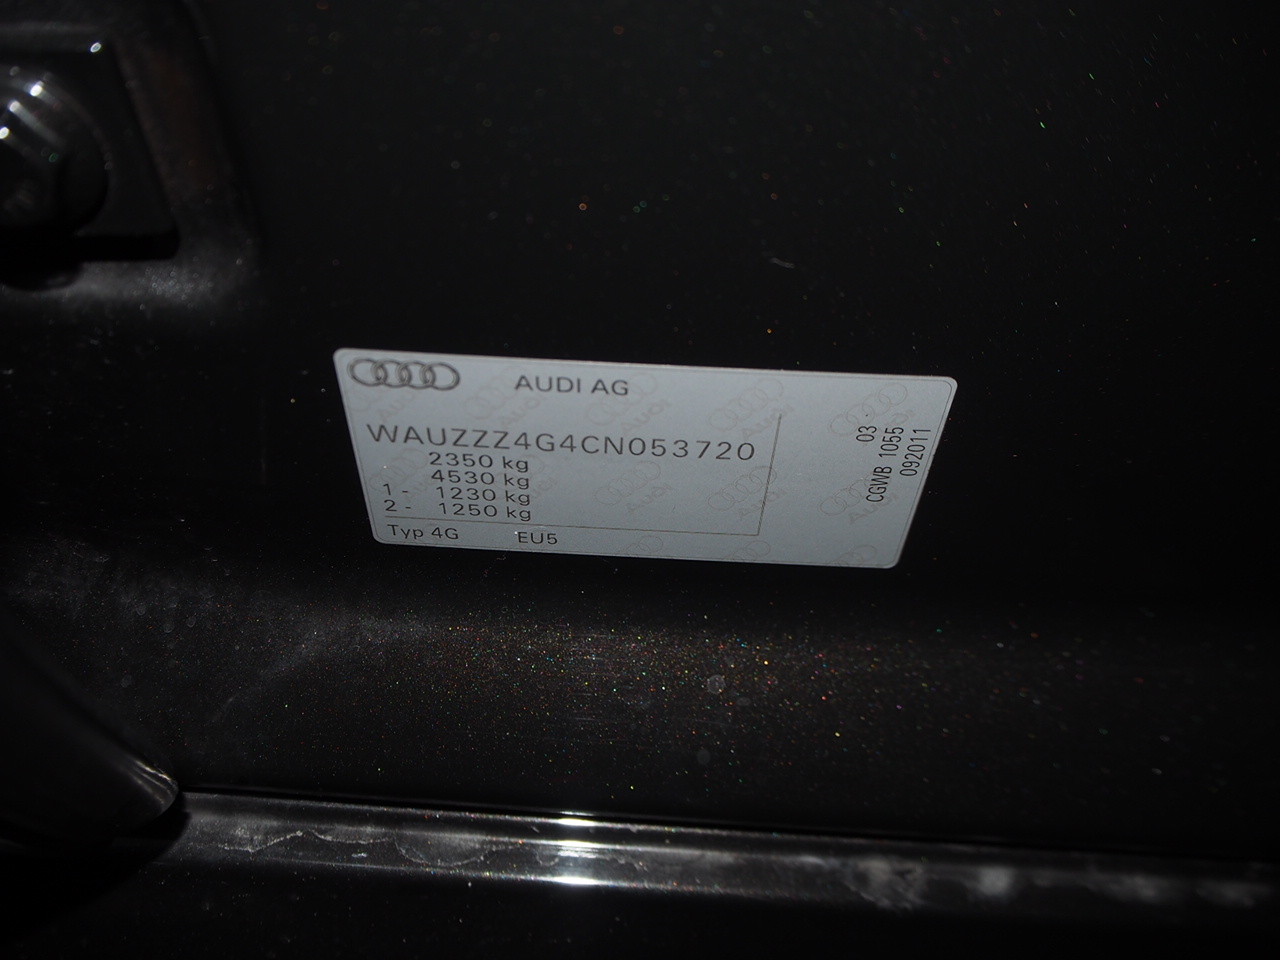 AUDI AG
WAUZZZ4G4CN053720
2350 kg
4530 kg
1 - 1230 kg
2 - 1250 kg
Typ 4G EU5
03
CGWB 1055
092011